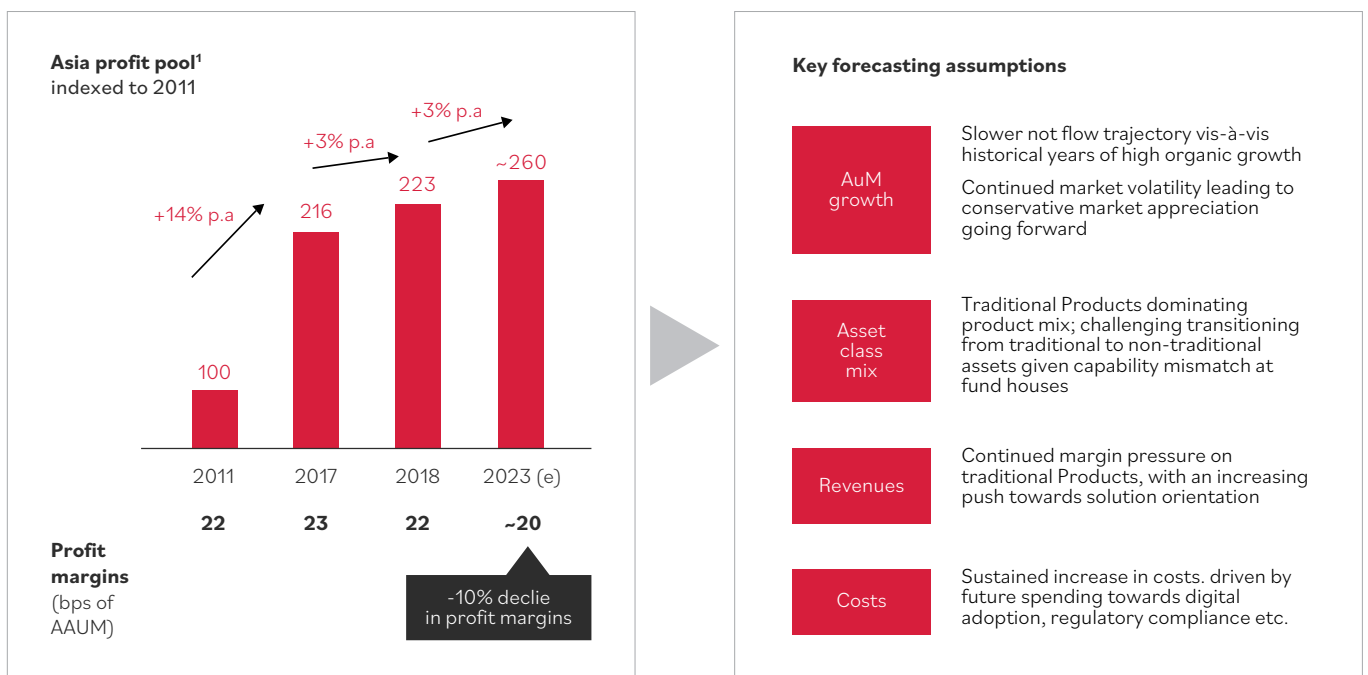 Asia profit pool¹
indexed to 2011
+14% p.a
+3% p.a
+3% p.a
100
216
223
~260
2011
2017
2018
2023 (e)
22
23
22
~20
Profit
margins
(bps of
AAUM)
-10% declie
in profit margins
Key forecasting assumptions
AuM
growth
Slower not flow trajectory vis-à-vis
historical years of high organic growth
Continued market volatility leading to
conservative market appreciation
going forward
Asset
class
mix
Traditional Products dominating
product mix; challenging transitioning
from traditional to non-traditional
assets given capability mismatch at
fund houses
Revenues
Continued margin pressure on
traditional Products, with an increasing
push towards solution orientation
Costs
Sustained increase in costs. driven by
future spending towards digital
adoption, regulatory compliance etc.